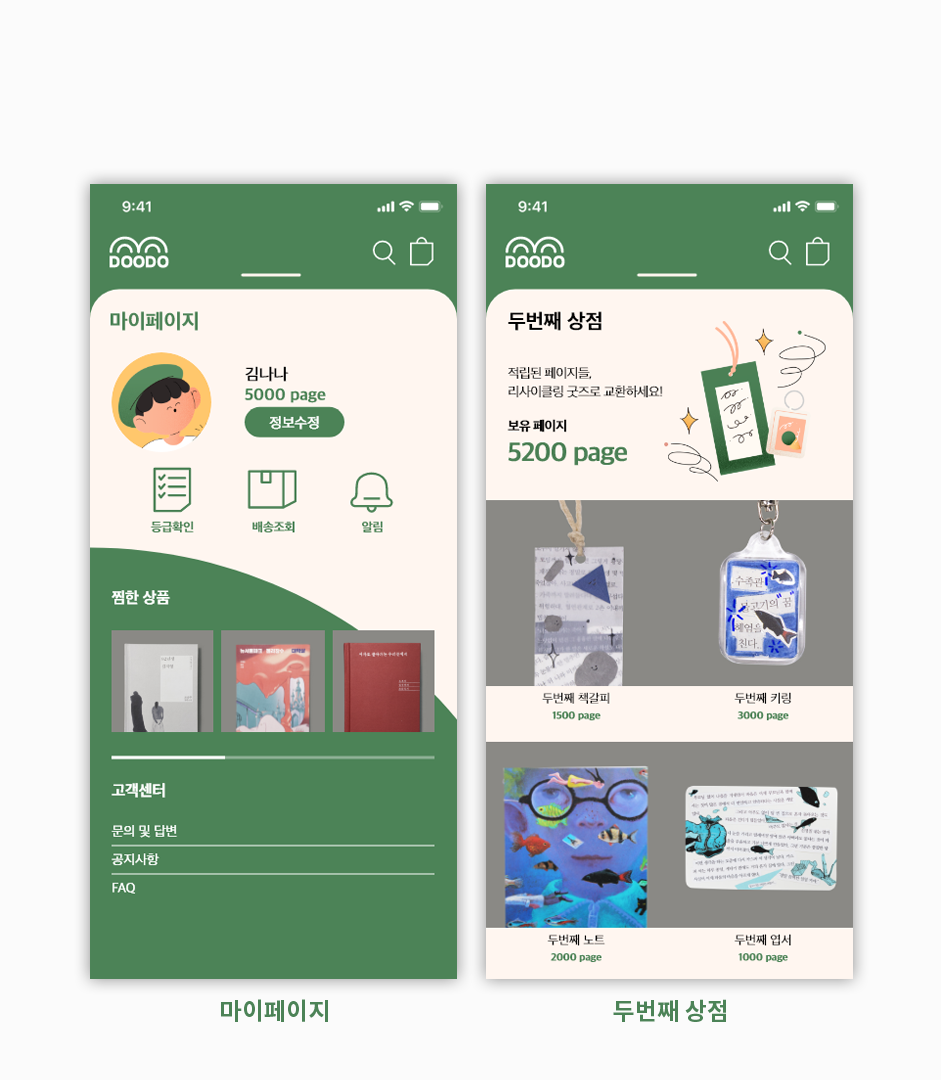 9:41
DOODO
마이페이지
김나나
5000 page
정보수정
등급확인
배송조회
알림
찜한 상품
고객센터
문의 및 답변
공지사항
FAQ
마이페이지
9:41
DOODO
두번째 상점
적립된 페이지들,
리사이클링 굿즈로 교환하세요!
보유 페이지
5200 page
수족관
물고기의 꿈
헤엄을
친다.
두번째 책갈피
1500 page
두번째 키링
3000 page
두번째 노트
2000 page
두번째 엽서
1000 page
두번째 상점